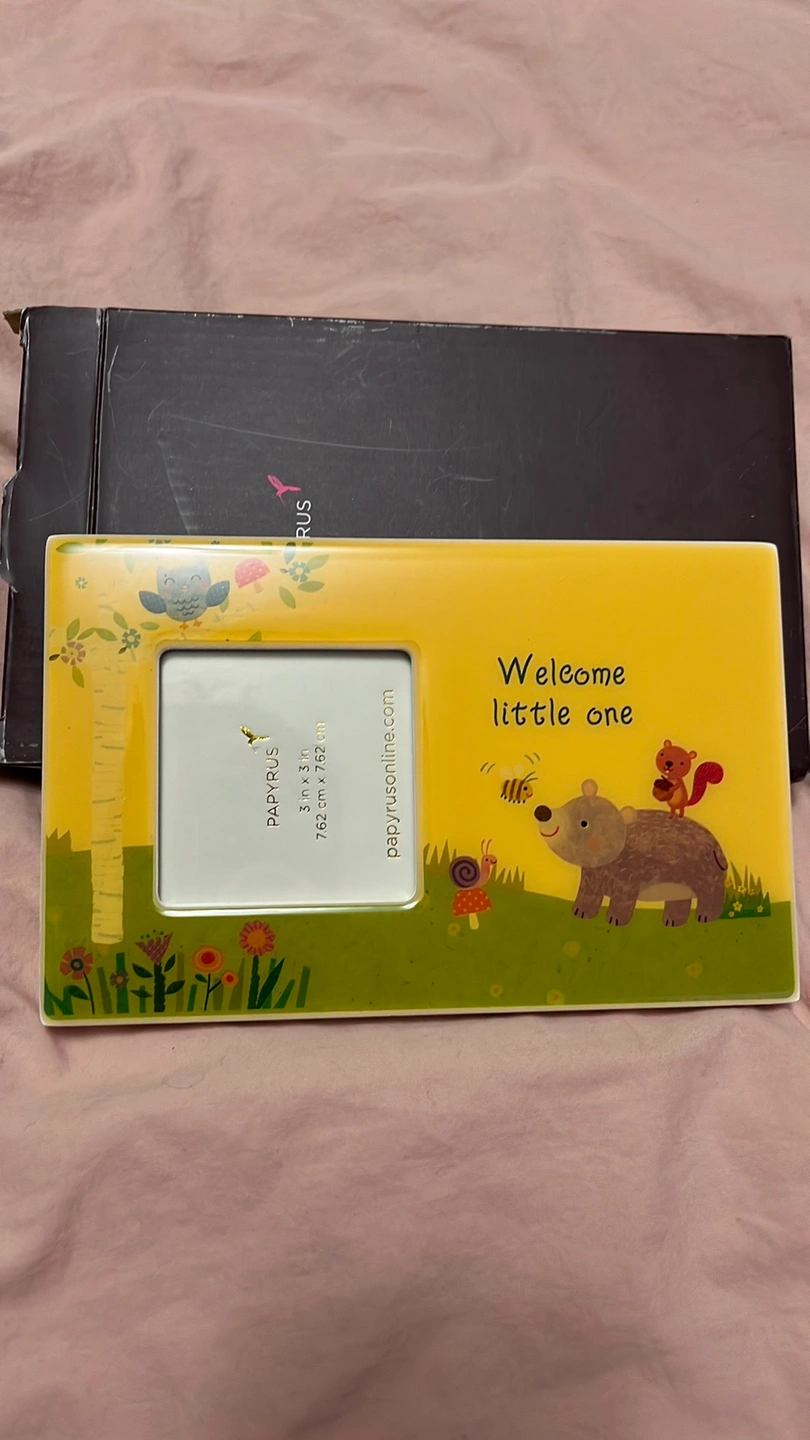 RUS
Welcome
little one
PAPYRUS
3 in x 3 in
7.62 cm x 7.62 cm
papyrusonline.com